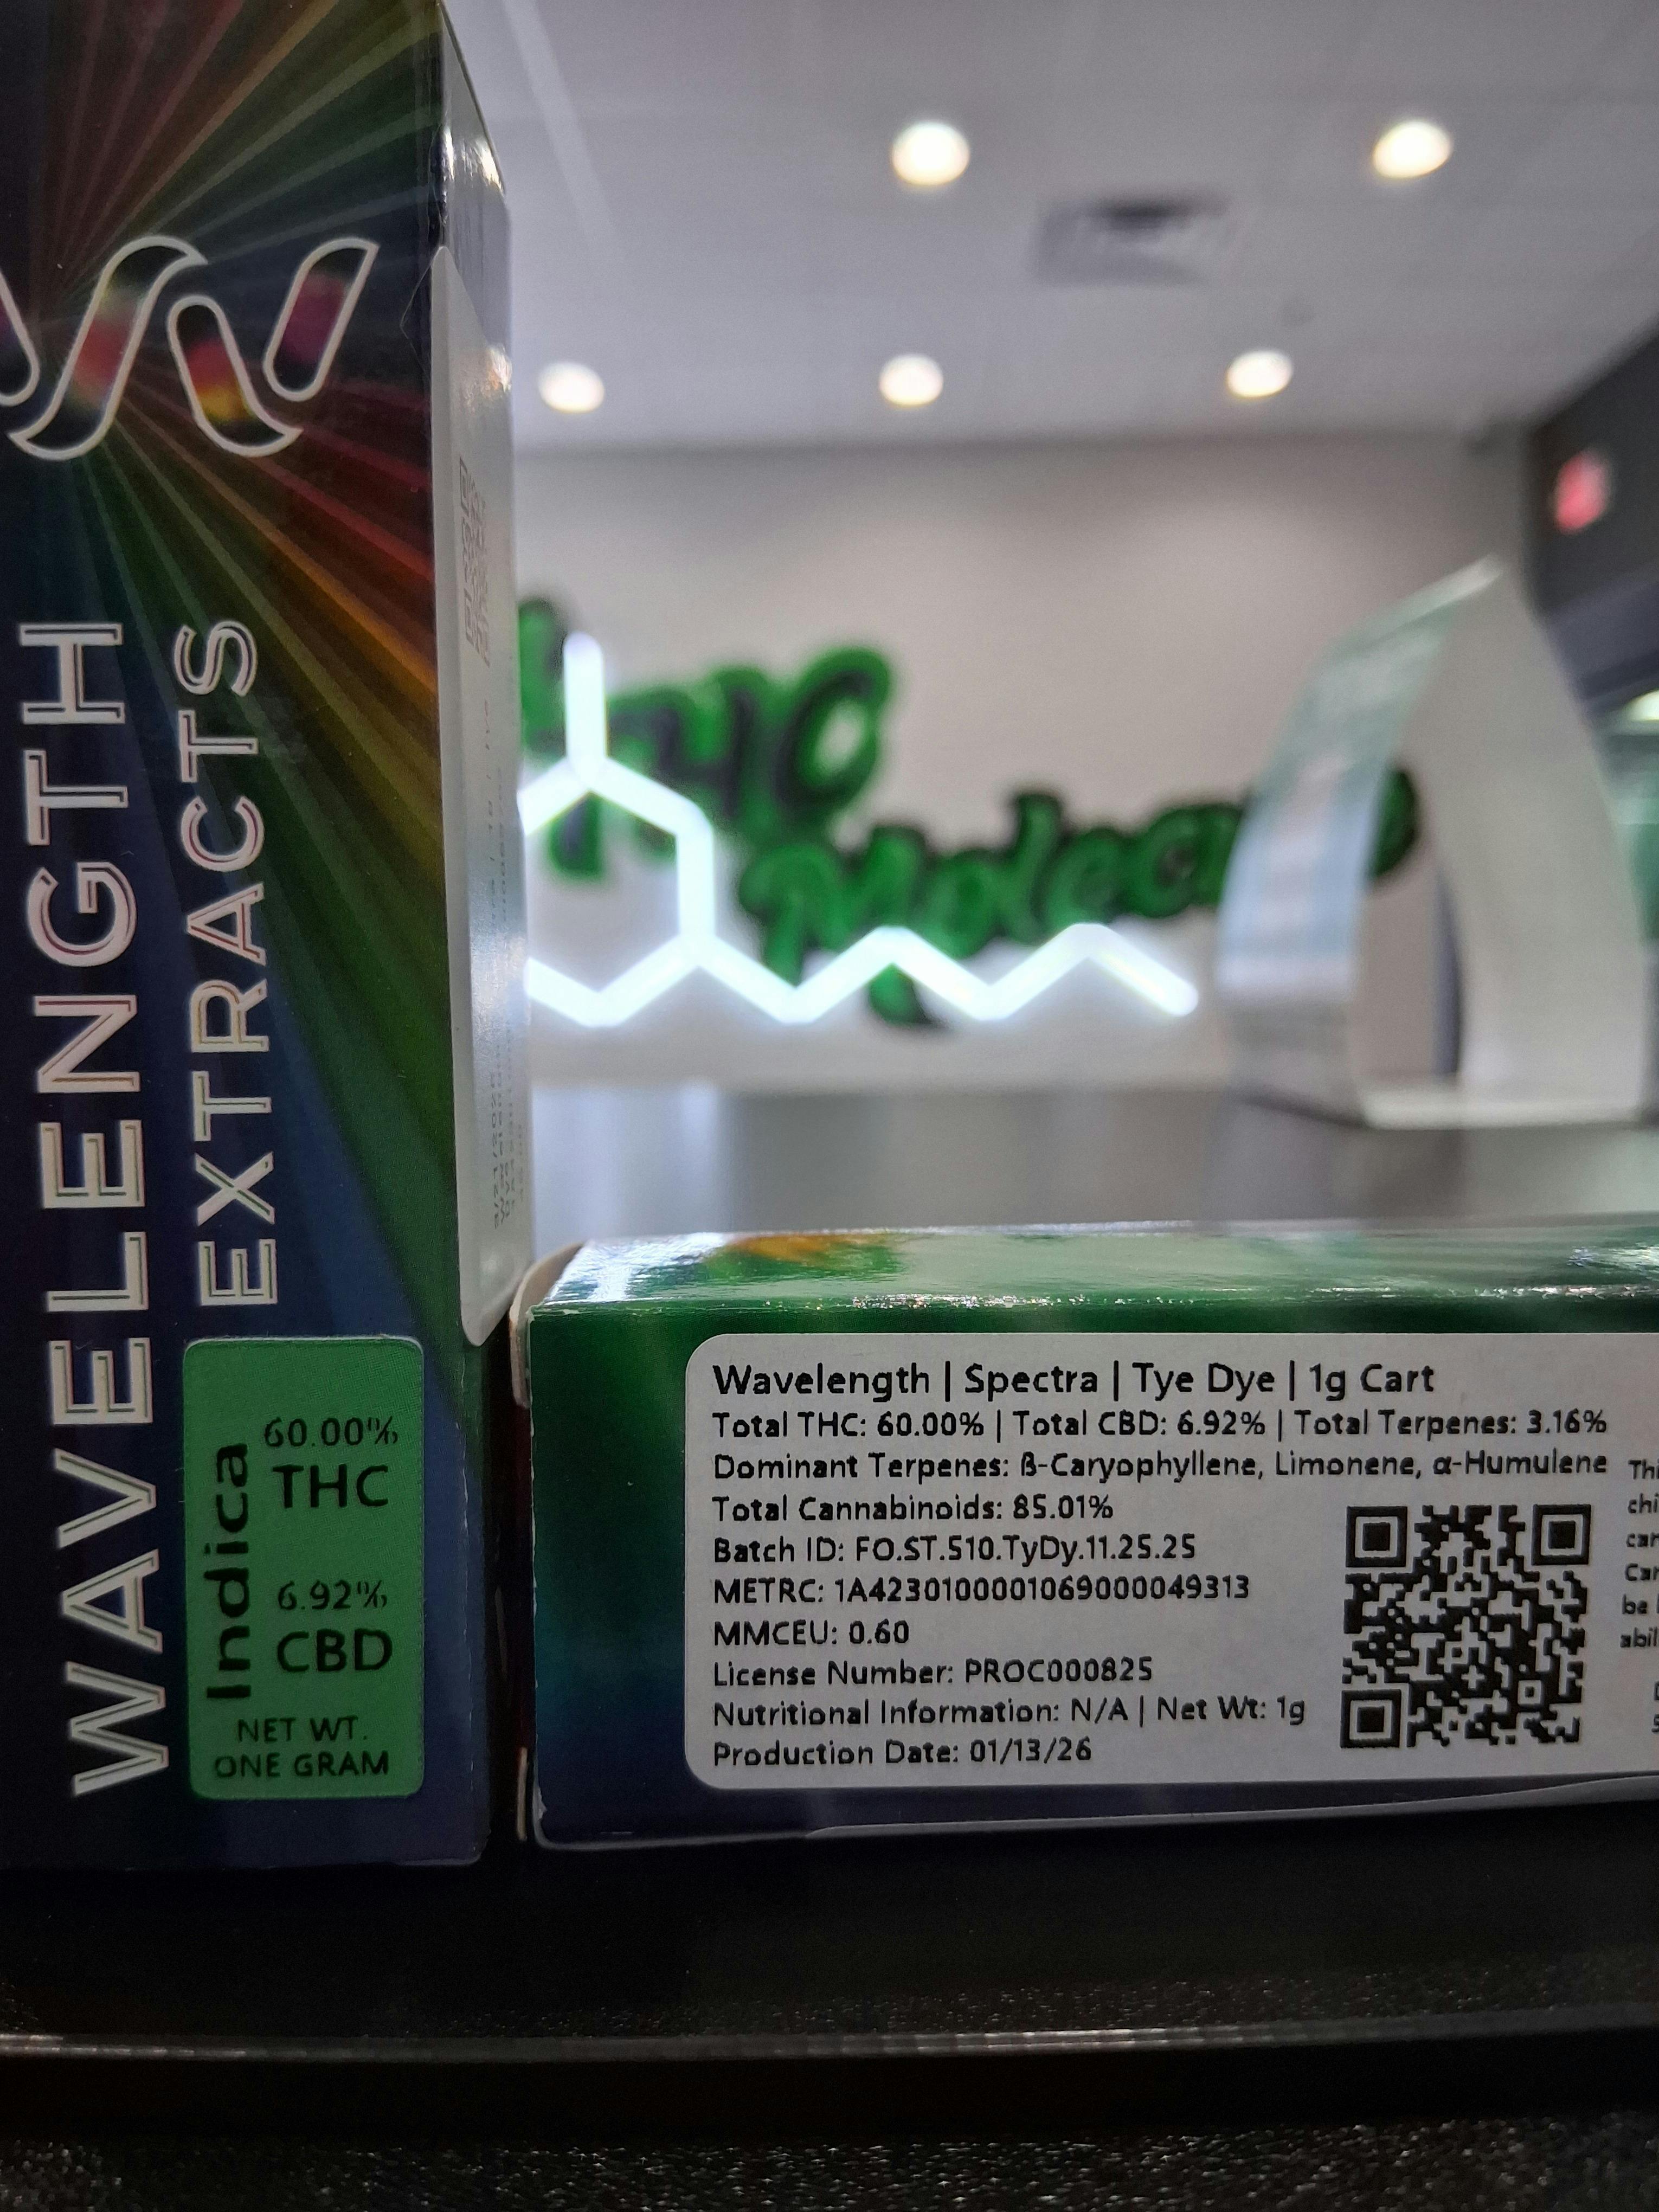 WAVELENGTH
EXTRACTS
Indica
60.00%
THC
6.92%
CBD
NET WT.
ONE GRAM
Wavelength | Spectra | Tye Dye | 1g Cart
Total THC: 60.00% | Total CBD: 6.92% | Total Terpenes: 3.16%
Dominant Terpenes: ß-Caryophyllene, Limonene, α-Humulene
Total Cannabinoids: 85.01%
Batch ID: FO.ST.510.TyDy.11.25.25
METRC: 1A4230100001069000049313
MMCEU: 0.60
License Number: PROC000825
Nutritional Information: N/A | Net Wt: 1g
Production Date: 01/13/26